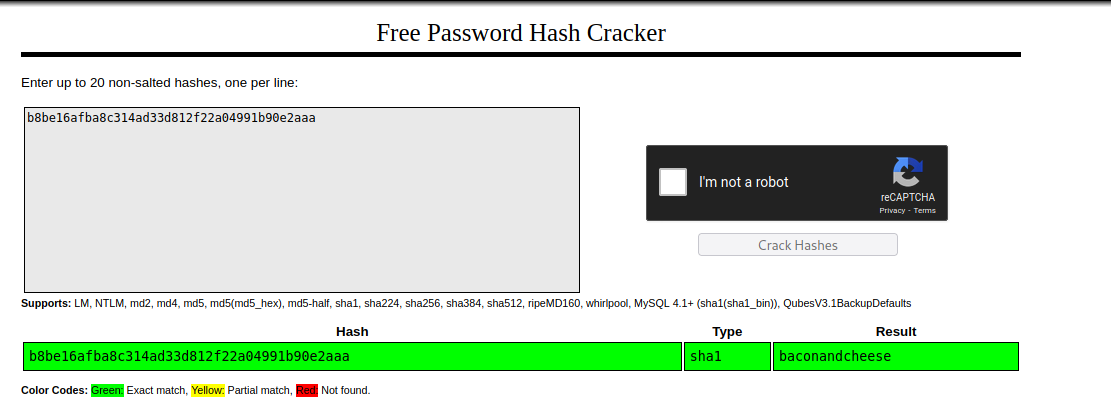 Free Password Hash Cracker
Enter up to 20 non-salted hashes, one per line:
b8be16afba8c314ad33d812f22a04991b90e2aaa
I'm not a robot
reCAPTCHA
Privacy - Terms
Crack Hashes
Supports: LM, NTLM, md2, md4, md5, md5(md5_hex), md5-half, sha1, sha224, sha256, sha384, sha512, ripeMD160, whirlpool, MySQL 4.1+ (sha1(sha1_bin)), QubesV3.1BackupDefaults
Hash Type Result
b8be16afba8c314ad33d812f22a04991b90e2aaa sha1 baconandcheese
Color Codes: Green: Exact match, Yellow: Partial match, Red: Not found.